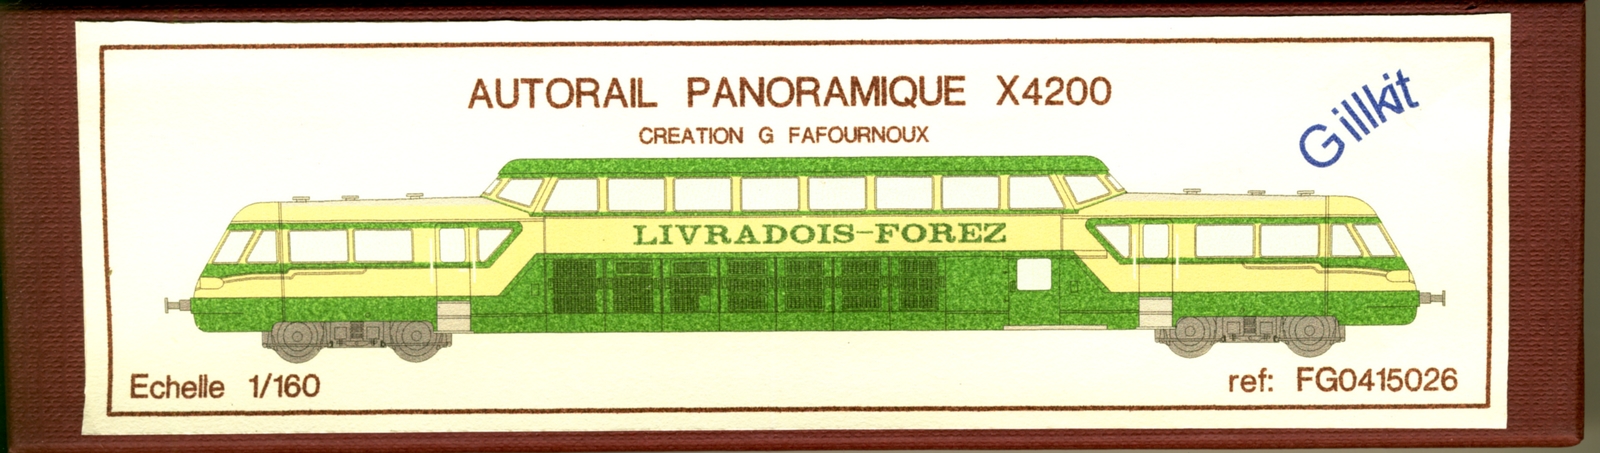 AUTORAIL PANORAMIQUE X4200
CREATION G FAFOURNOUX
Gillkit
LIVRADOIS-FOREZ
Echelle 1/160
ref: FG0415026